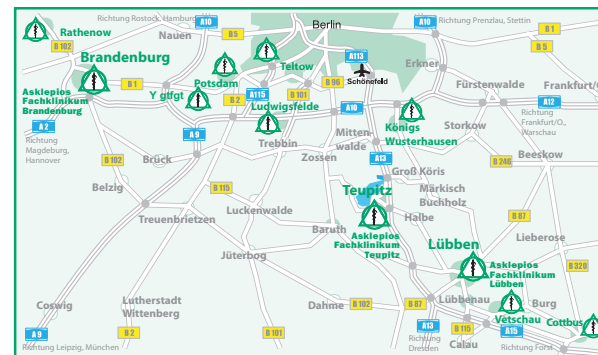 Richtung Rostock, Hamburg
A10
Berlin
A10
Richtung Prenzlau, Stettin
Rathenow
Nauen
B 5
B 1
B 102
A113
B 5
Brandenburg
Teltow
Erkner
Potsdam
Schönefeld
B 96
Fürstenwalde
Frankfurt/O.
Asklepios
Fachklinikum
Brandenburg
B 1
Y gtfgt
A115
B 101
B 2
Ludwigsfelde
A10
A12
Königs
Wusterhausen
Richtung
Frankfurt/O.,
Warschau
A 2
A 9
Storkow
Richtung
Magdeburg,
Hannover
Trebbin
Mitten
walde
Brück
Zossen
A13
B 246
Beeskow
B 102
Groß Köris
Belzig
B 115
Teupitz
Märkisch
Buchholz
Luckenwalde
Halbe
B 87
Treuenbrietzen
Baruth
Asklepios
Fachklinikum
Teupitz
Lübben
Lieberose
Jüterbog
Asklepios
Fachklinikum
Lübben
B 320
Coswig
Lutherstadt
Wittenberg
Dahme
B 102
B 87
Lübbenau
Burg
Vetschau
Cottbus
A 9
B 2
B 101
A13
B 115
A15
Richtung Leipzig, München
Richtung
Dresden
Calau
Richtung Forst